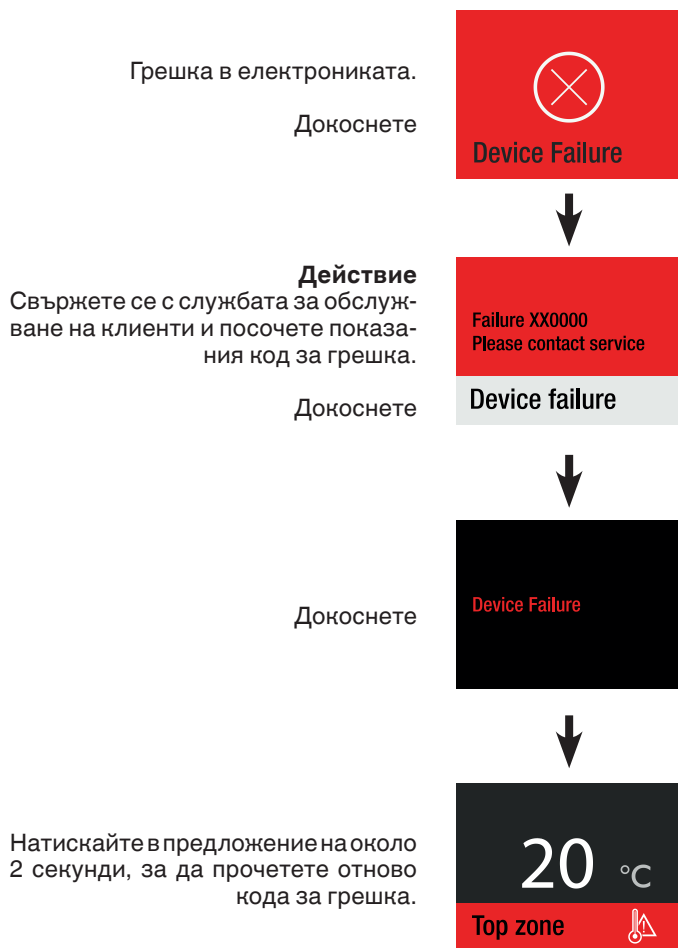 Грешка в електрониката.
Докоснете
Device Failure
Действие
Свържете се с службата за обслуж-
ване на клиенти и посочете показа-
ния код за грешка.
Докоснете
Failure XX0000
Please contact service
Device failure
Докоснете
Device Failure
Натискайте в предложение на около
2 секунди, за да прочетете отново
кода за грешка.
20 °C
Top zone